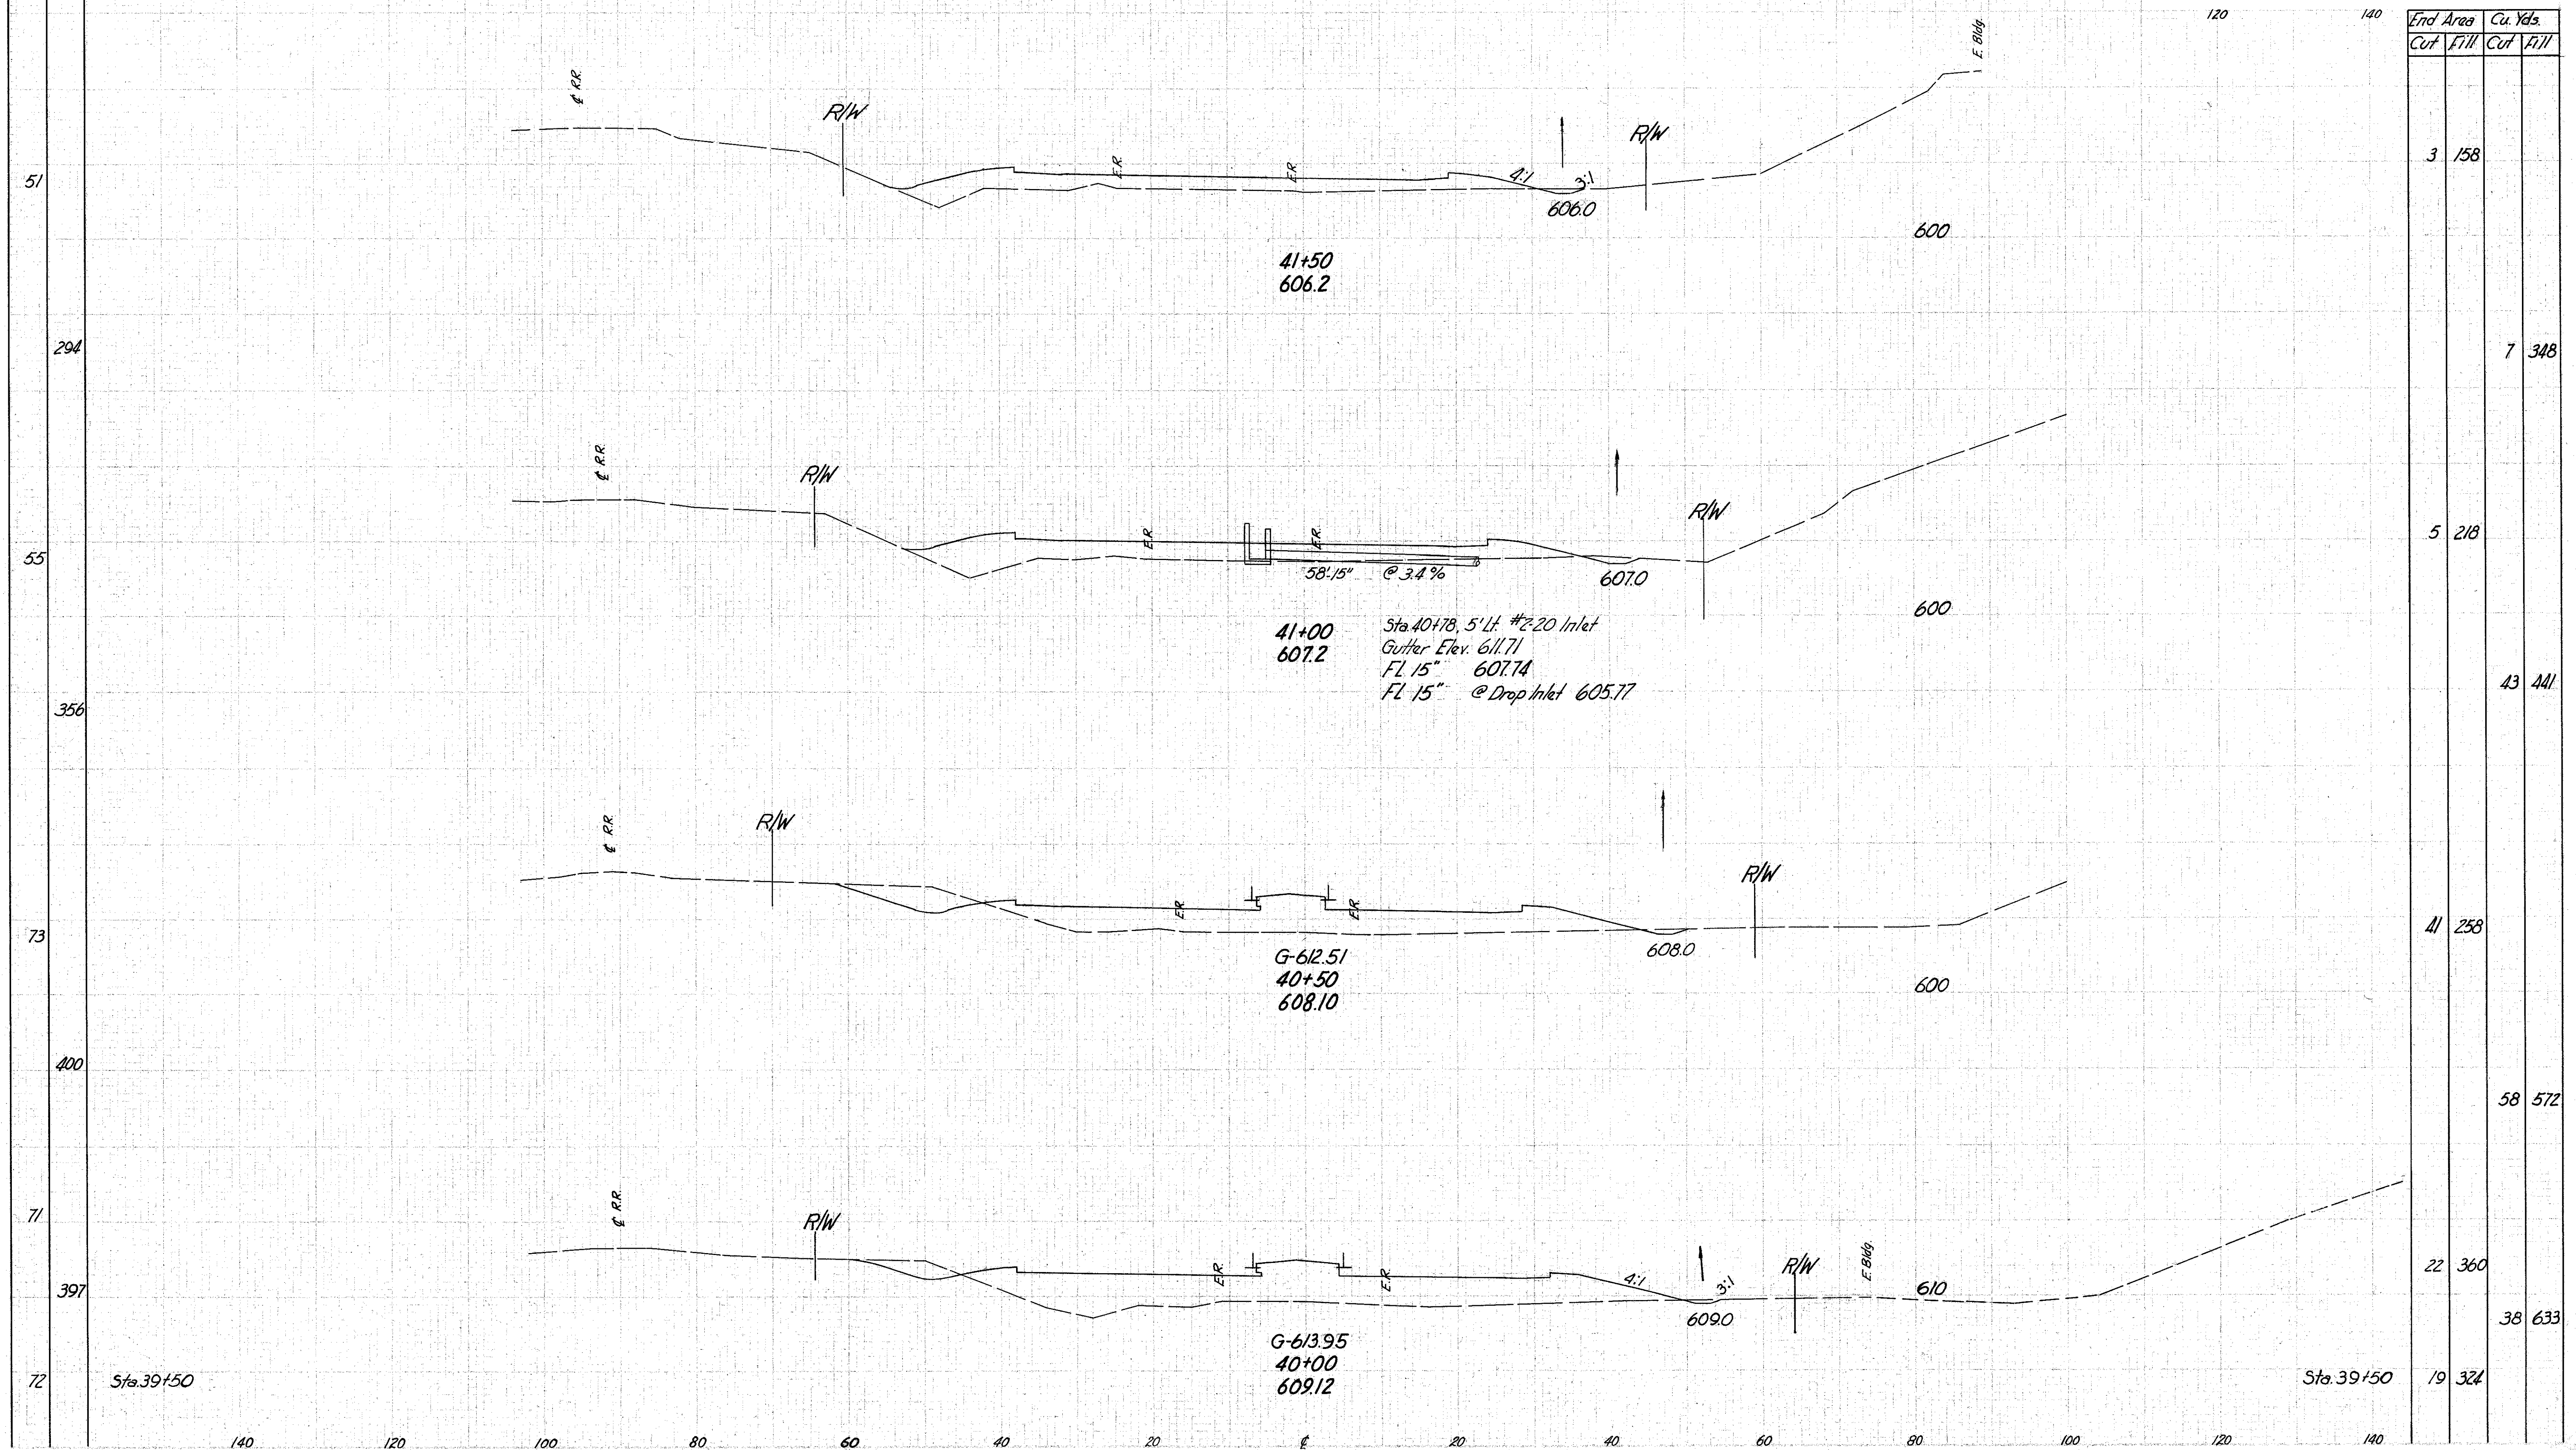 120 140
End Area Cu. Yds.
Cut Fill Cut Fill
E. Bldg.
℄ R.R.
R/W
R/W
E.R.
E.R.
4:1
3:1
51
3 158
606.0
600
41+50
606.2
294
7 348
℄ R.R.
R/W
R/W
E.R.
E.R.
55
5 218
58'-15" @ 3.4%
607.0
600
41+00
607.2
Sta. 40+78, 5' Lt. #2-20 Inlet
Gutter Elev. 611.71
FL 15" 607.74
FL 15" @ Drop Inlet 605.77
43 441
356
℄ R.R.
R/W
R/W
E.R.
E.R.
73
41 258
608.0
G-612.51
40+50
608.10
600
400
58 572
℄ R.R.
R/W
R/W
E.R.
E.R.
E. Bldg.
71
22 360
4:1
3:1
610
397
609.0
38 633
G-613.95
40+00
609.12
72 Sta. 39+50
Sta. 39+50 19 324
140 120 100 80 60 40 20 ℄ 20 40 60 80 100 120 140